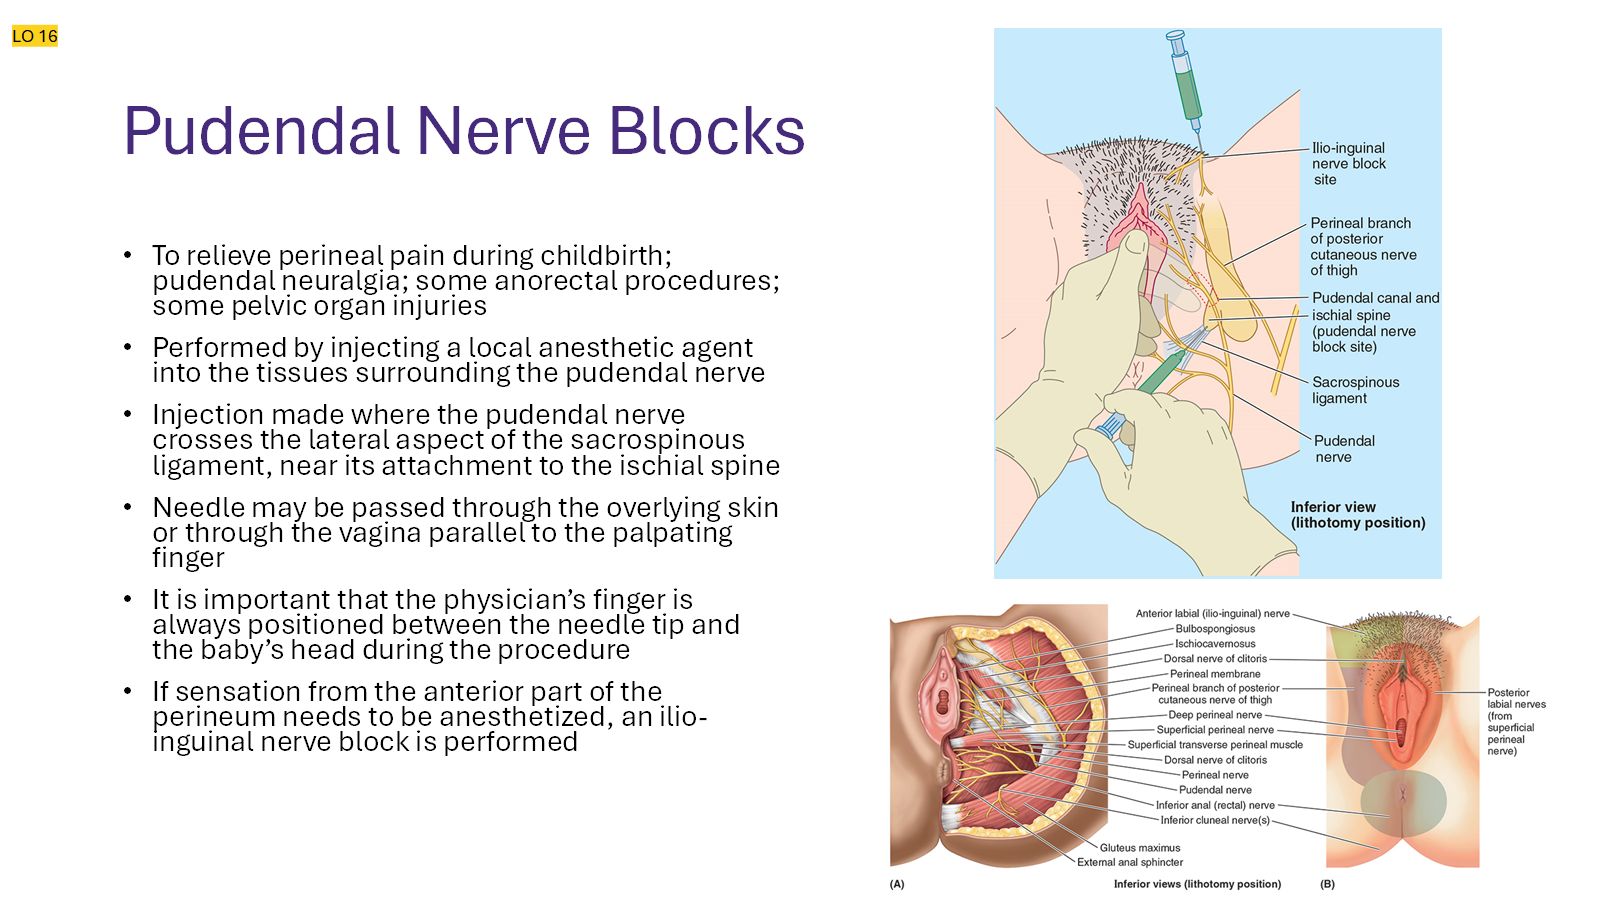 LO 16
Pudendal Nerve Blocks
• To relieve perineal pain during childbirth;
pudendal neuralgia; some anorectal procedures;
some pelvic organ injuries
• Performed by injecting a local anesthetic agent
into the tissues surrounding the pudendal nerve
• Injection made where the pudendal nerve
crosses the lateral aspect of the sacrospinous
ligament, near its attachment to the ischial spine
• Needle may be passed through the overlying skin
or through the vagina parallel to the palpating
finger
• It is important that the physician’s finger is
always positioned between the needle tip and
the baby’s head during the procedure
• If sensation from the anterior part of the
perineum needs to be anesthetized, an ilio-
inguinal nerve block is performed
Ilio-inguinal
nerve block
site
Perineal branch
of posterior
cutaneous nerve
of thigh
Pudendal canal and
ischial spine
(pudendal nerve
block site)
Sacrospinous
ligament
Pudendal
nerve
Inferior view
(lithotomy position)
Anterior labial (ilio-inguinal) nerve
Bulbospongiosus
Ischiocavernosus
Dorsal nerve of clitoris
Perineal membrane
Perineal branch of posterior
cutaneous nerve of thigh
Deep perineal nerve
Superficial perineal nerve
Superficial transverse perineal muscle
Dorsal nerve of clitoris
Perineal nerve
Pudendal nerve
Inferior anal (rectal) nerve
Inferior cluneal nerve(s)
Gluteus maximus
External anal sphincter
Posterior
labial nerves
(from
superficial
perineal
nerve)
(A)
Inferior views (lithotomy position)
(B)